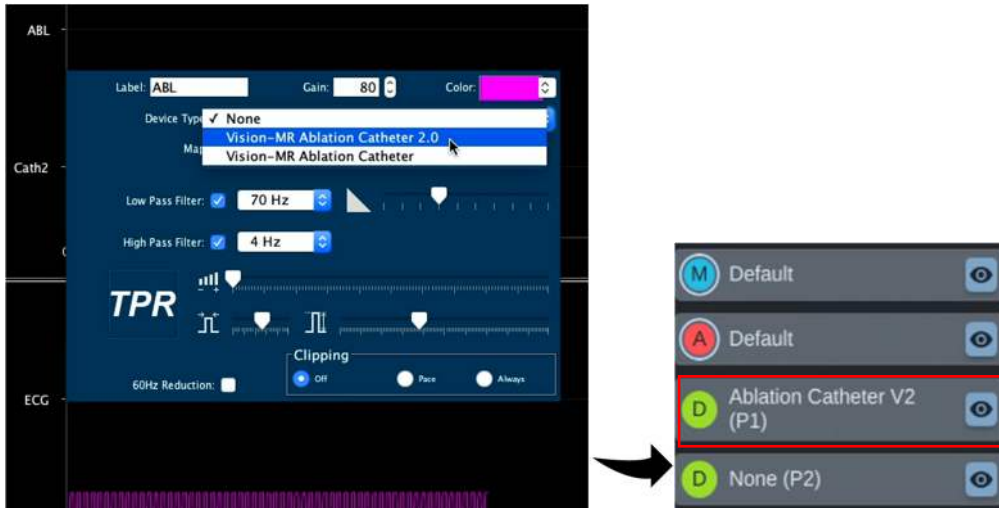 ABL
Label: ABL Gain: 80 Color:
Device Typ ✓ None
Vision-MR Ablation Catheter 2.0
Map
Vision-MR Ablation Catheter
Cath2
Low Pass Filter: 70 Hz
High Pass Filter: 4 Hz
TPR
Clipping
60Hz Reduction: Off Pace Always
ECG
M Default
A Default
D Ablation Catheter V2
(P1)
D None (P2)